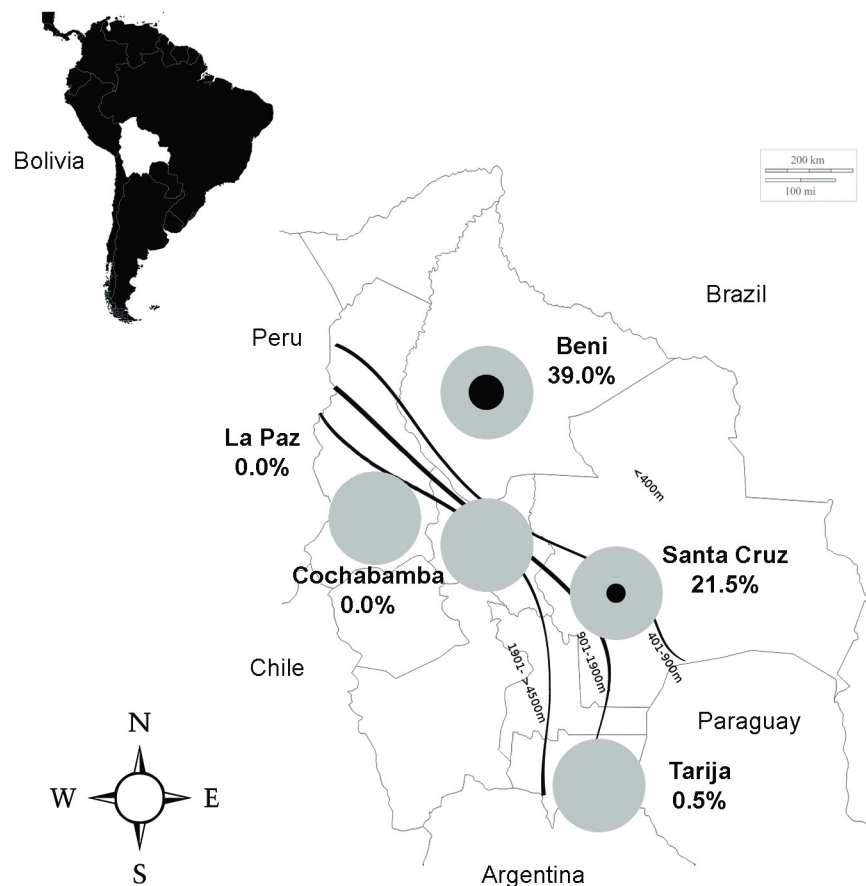 Bolivia
200 km
100 mi
Brazil
Peru
Beni
39.0%
La Paz
0.0%
<400m
Santa Cruz
21.5%
Cochabamba
0.0%
1901- >4500m
901-1900m
401-900m
Chile
Paraguay
N
W
E
S
Tarija
0.5%
Argentina